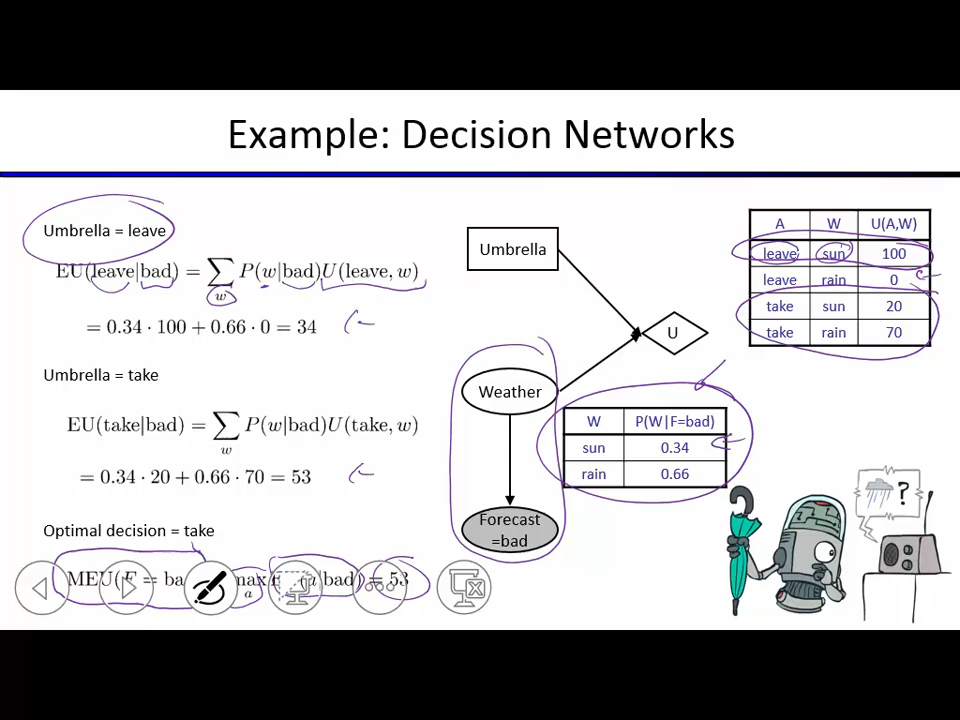 Example: Decision Networks
Umbrella = leave
EU(leave|bad) = ∑ P(w|bad)U(leave, w)
w
= 0.34 · 100 + 0.66 · 0 = 34
Umbrella = take
EU(take|bad) = ∑ P(w|bad)U(take, w)
w
= 0.34 · 20 + 0.66 · 70 = 53
Optimal decision = take
MEU(F = ba max (a|bad) = 53
a
Umbrella
U
Weather
Forecast
=bad
A W U(A,W)
leave sun 100
leave rain 0
take sun 20
take rain 70
W P(W|F=bad)
sun 0.34
rain 0.66
?